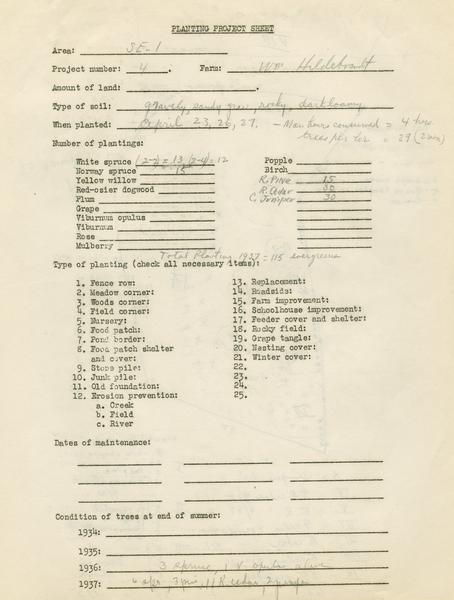 PLANTING PROJECT SHEET
Area: SE-1
Project number: 4 . Farm: Wm Hildebrandt
Amount of land: .
Type of soil: gravely, sandy gray, rocky, dark loamy
When planted: April 23, 26, 27. - Man hours consumed = 4 hrs.
trees per hr = 29 (2 men)
Number of plantings:
White spruce (2-2) = 13 (2-4) = 12 Popple
Norway spruce 15 Birch
Yellow willow R. Pine 15
Red-osier dogwood R. Cedar 30
Plum C. Juniper 30
Grape
Viburnum opulus
Viburnum
Rose
Mulberry
Total Planting 1937 = 115 evergreens
Type of planting (check all necessary items):
1. Fence row: 13. Replacement:
2. Meadow corner: 14. Roadside:
3. Woods corner: 15. Farm improvement:
4. Field corner: 16. Schoolhouse improvement:
5. Nursery: 17. Feeder cover and shelter:
6. Food patch: 18. Rocky field:
7. Pond border: 19. Grape tangle:
8. Food patch shelter 20. Nesting cover:
and cover: 21. Winter cover:
9. Stone pile: 22.
10. Junk pile: 23.
11. Old foundation: 24.
12. Erosion prevention: 25.
a. Creek
b. Field
c. River
Dates of maintenance:
Condition of trees at end of summer:
1934:
1935:
1936: 3 spruce, 1 V. opulus alive
1937: 3 11 R cedar, 2